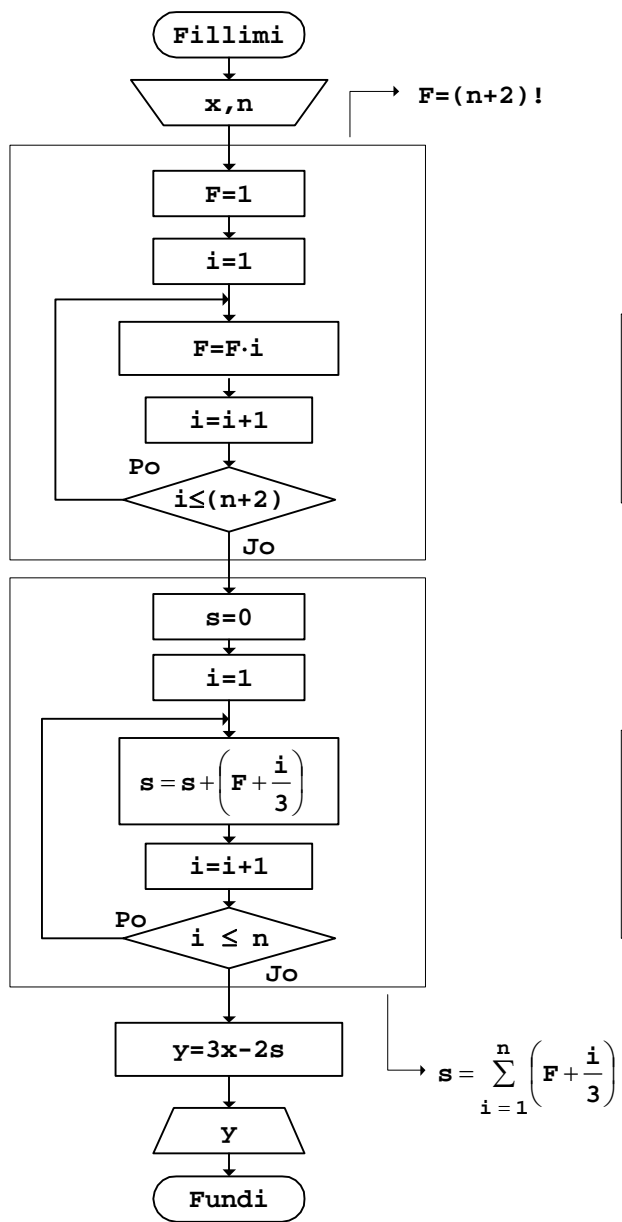 Fillimi
x,n
F=(n+2)!
F=1
i=1
F=F·i
i=i+1
Po
i≤(n+2)
Jo
s=0
i=1
s = s + (F + i/3)
i=i+1
Po
i ≤ n
Jo
y=3x-2s
s = ∑_{i=1}^{n} (F + i/3)
y
Fundi